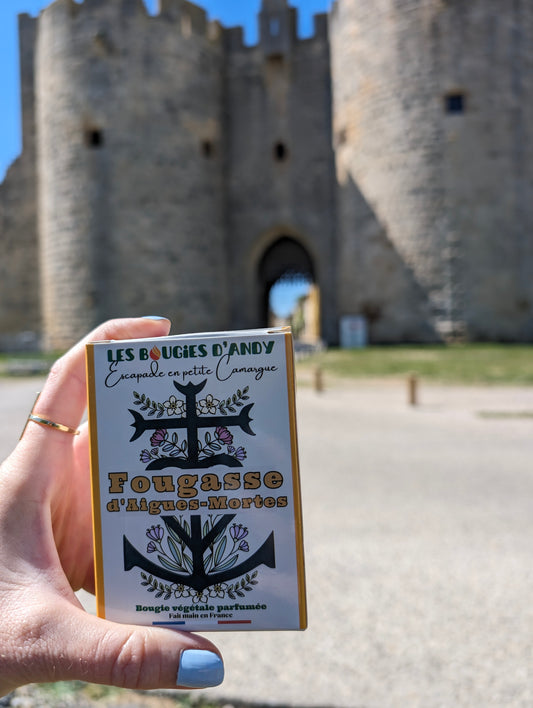 LES BOUGIES D'ANDY
Escapade en petite Camargue
Fougasse
d'Aigues-Mortes
Bougie végétale parfumée
Fait main en France